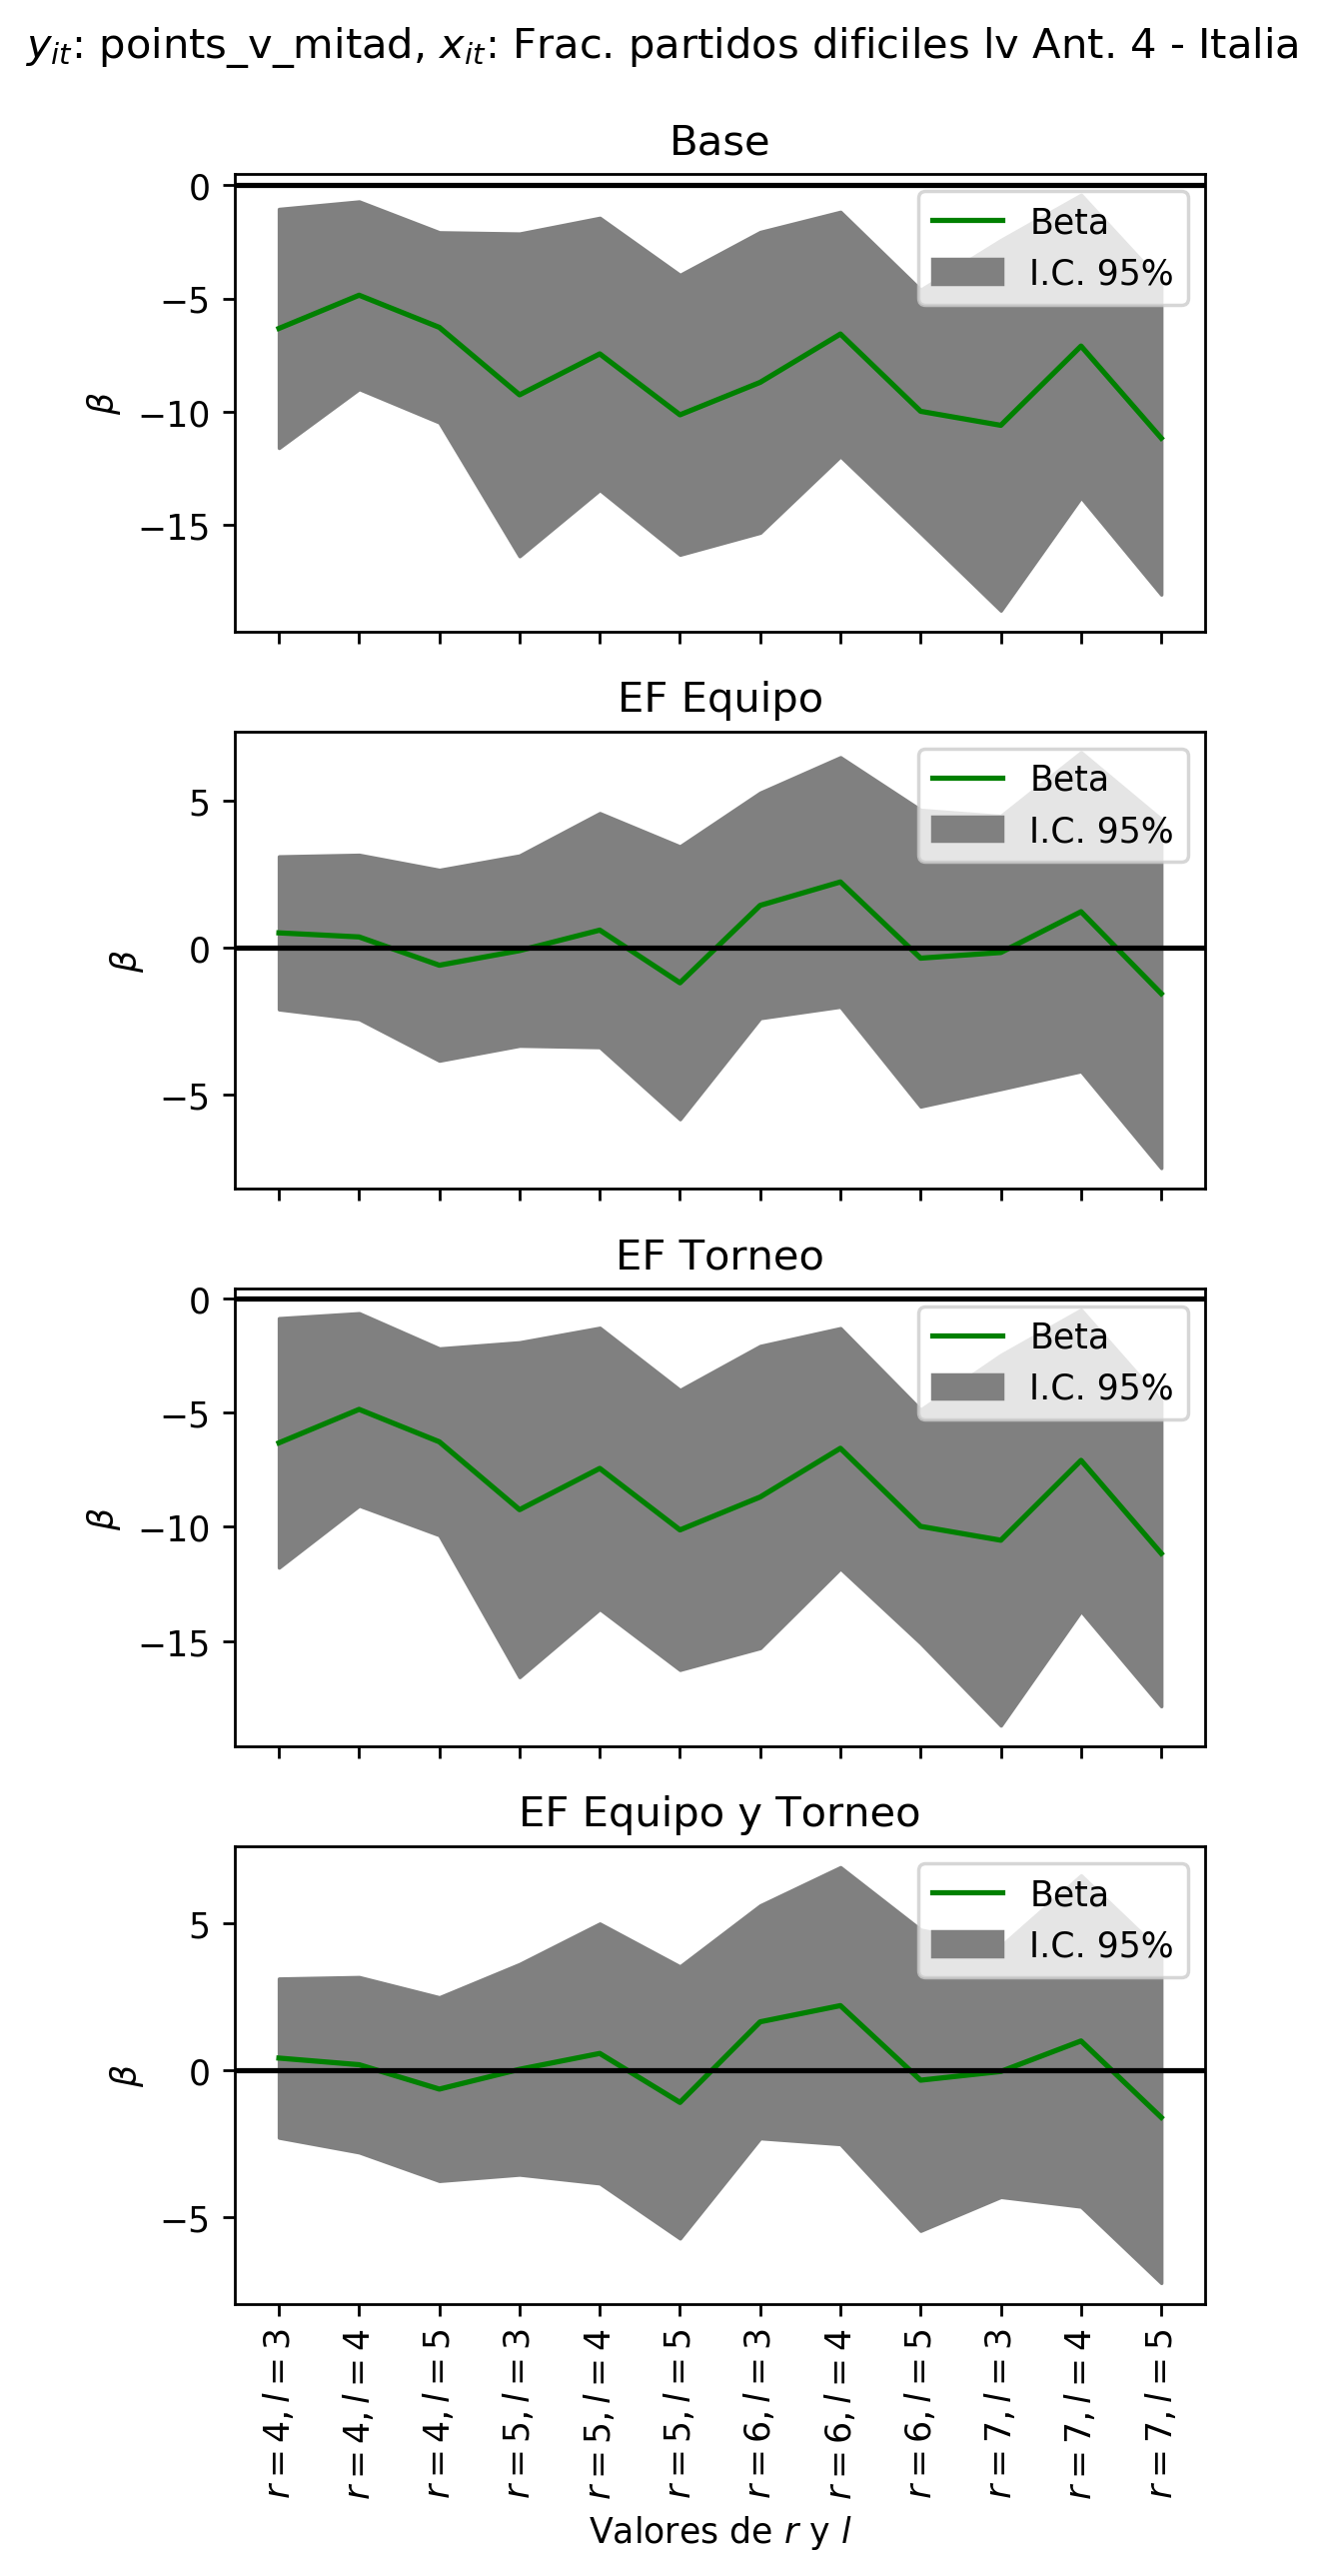 y_it: points_v_mitad, x_it: Frac. partidos dificiles lv Ant. 4 - Italia
Base
0
−5
−10
−15
β
Beta
I.C. 95%
EF Equipo
5
0
−5
β
Beta
I.C. 95%
EF Torneo
0
−5
−10
−15
β
Beta
I.C. 95%
EF Equipo y Torneo
5
0
−5
β
Beta
I.C. 95%
r = 4, l = 3
r = 4, l = 4
r = 4, l = 5
r = 5, l = 3
r = 5, l = 4
r = 5, l = 5
r = 6, l = 3
r = 6, l = 4
r = 6, l = 5
r = 7, l = 3
r = 7, l = 4
r = 7, l = 5
Valores de r y l